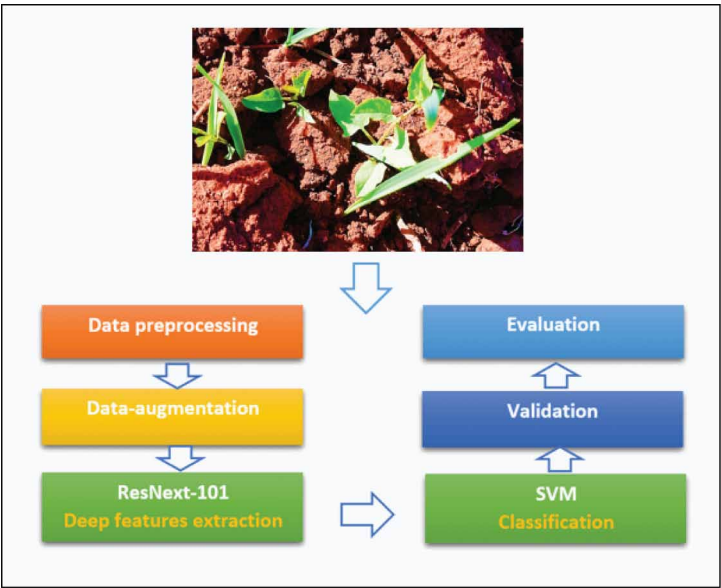 Data preprocessing
Data-augmentation
ResNext-101
Deep features extraction
SVM
Classification
Validation
Evaluation